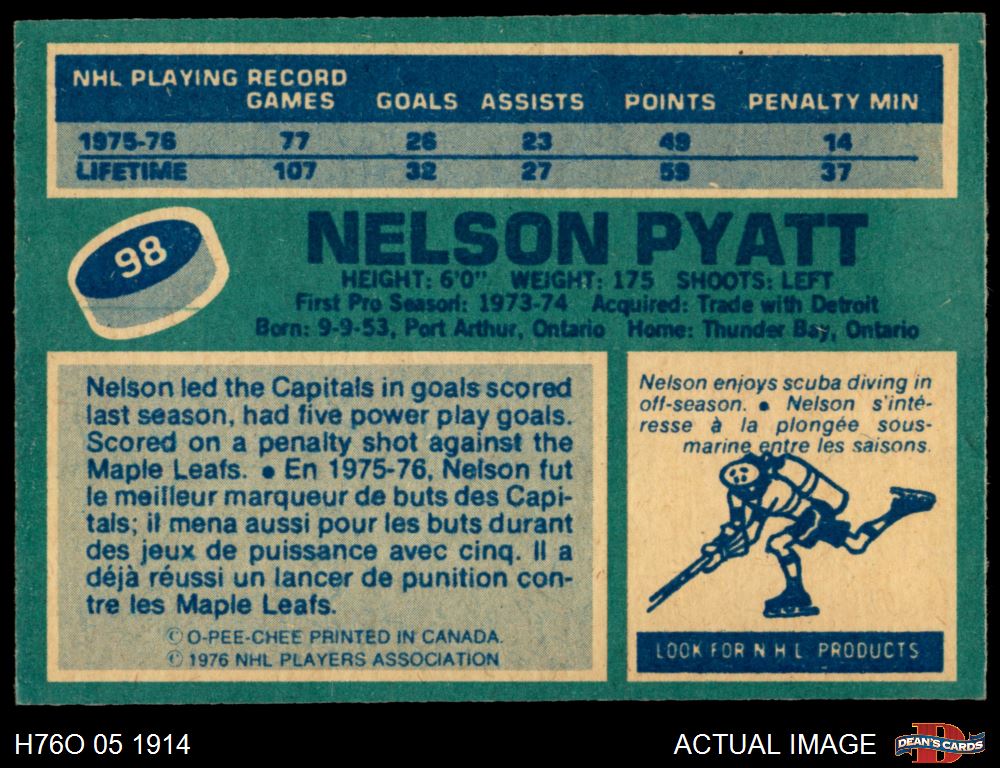 NHL PLAYING RECORD
GAMES GOALS ASSISTS POINTS PENALTY MIN
1975-76 77 26 23 49 14
LIFETIME 107 32 27 59 37
98
NELSON PYATT
HEIGHT: 6'0" WEIGHT: 175 SHOOTS: LEFT
First Pro Season: 1973-74 Acquired: Trade with Detroit
Born: 9-9-53, Port Arthur, Ontario Home: Thunder Bay, Ontario
Nelson led the Capitals in goals scored
last season, had five power play goals.
Scored on a penalty shot against the
Maple Leafs. • En 1975-76, Nelson fut
le meilleur marqueur de buts des Capi-
tals; il mena aussi pour les buts durant
des jeux de puissance avec cinq. Il a
déjà réussi un lancer de punition con-
tre les Maple Leafs.
© O-PEE-CHEE PRINTED IN CANADA.
© 1976 NHL PLAYERS ASSOCIATION
Nelson enjoys scuba diving in
off-season. • Nelson s'inté-
resse à la plongée sous-
marine entre les saisons.
LOOK FOR NHL PRODUCTS
H76O 05 1914
ACTUAL IMAGE
D
DEAN'S CARDS